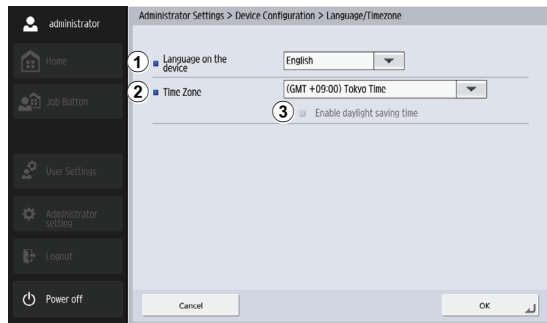 administrator
Administrator Settings > Device Configuration > Language/Timezone
Home
Job Button
User Settings
Administrator
setting
Logout
Power off
1
Language on the
device
English
2
Time Zone
(GMT +09:00) Tokyo Time
3
Enable daylight saving time
Cancel
OK